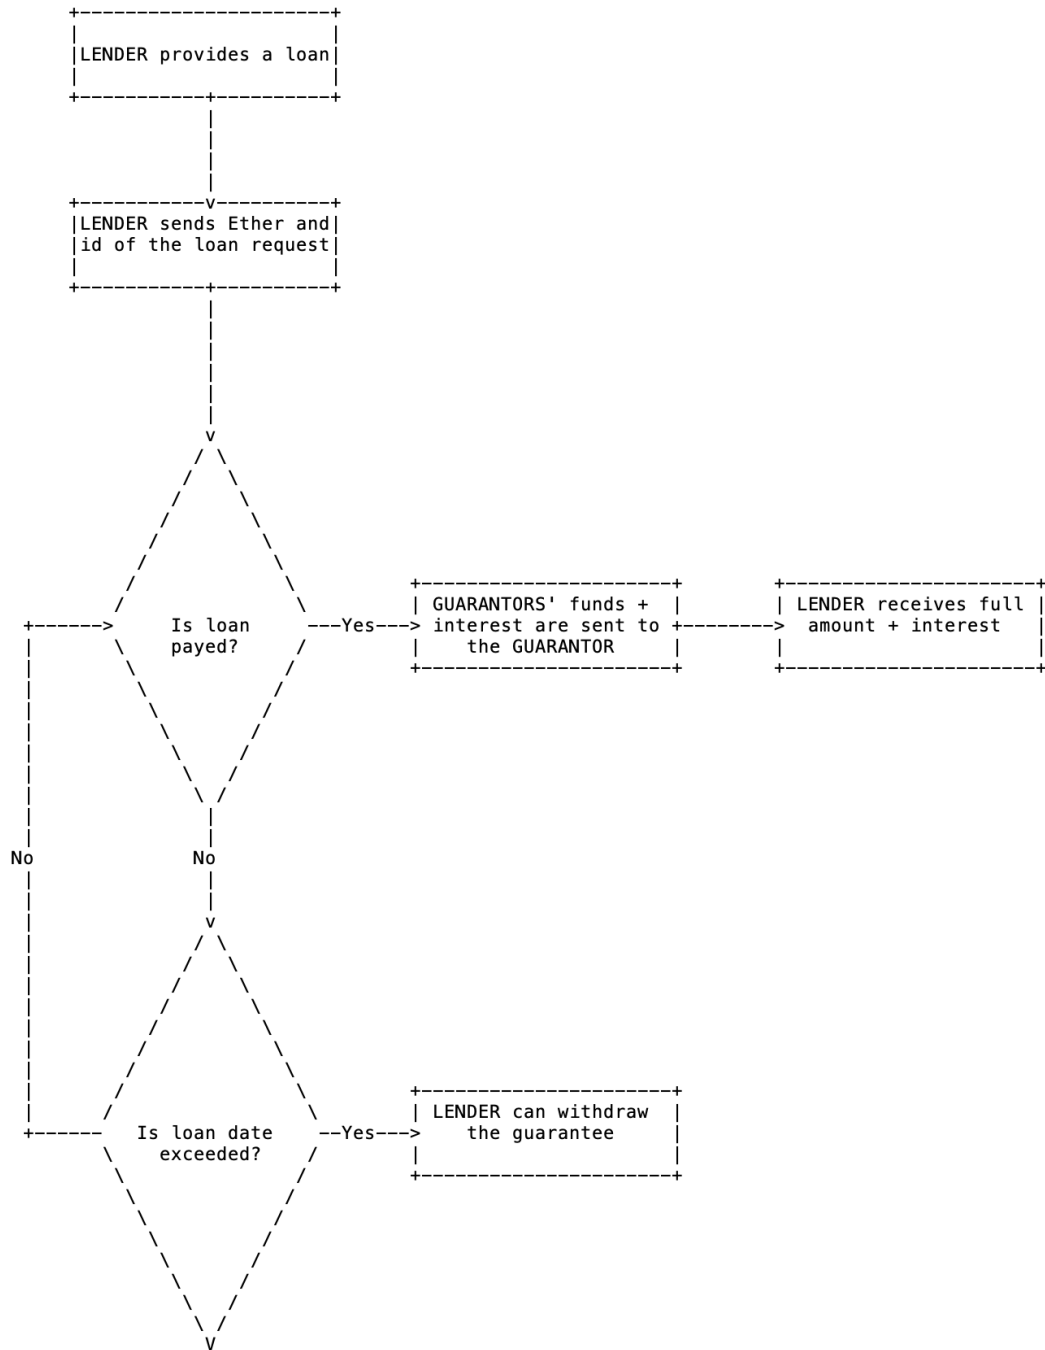 LENDER provides a loan
LENDER sends Ether and
id of the loan request
Is loan
payed?
Yes
GUARANTORS' funds +
interest are sent to
the GUARANTOR
LENDER receives full
amount + interest
No
No
Is loan date
exceeded?
Yes
LENDER can withdraw
the guarantee